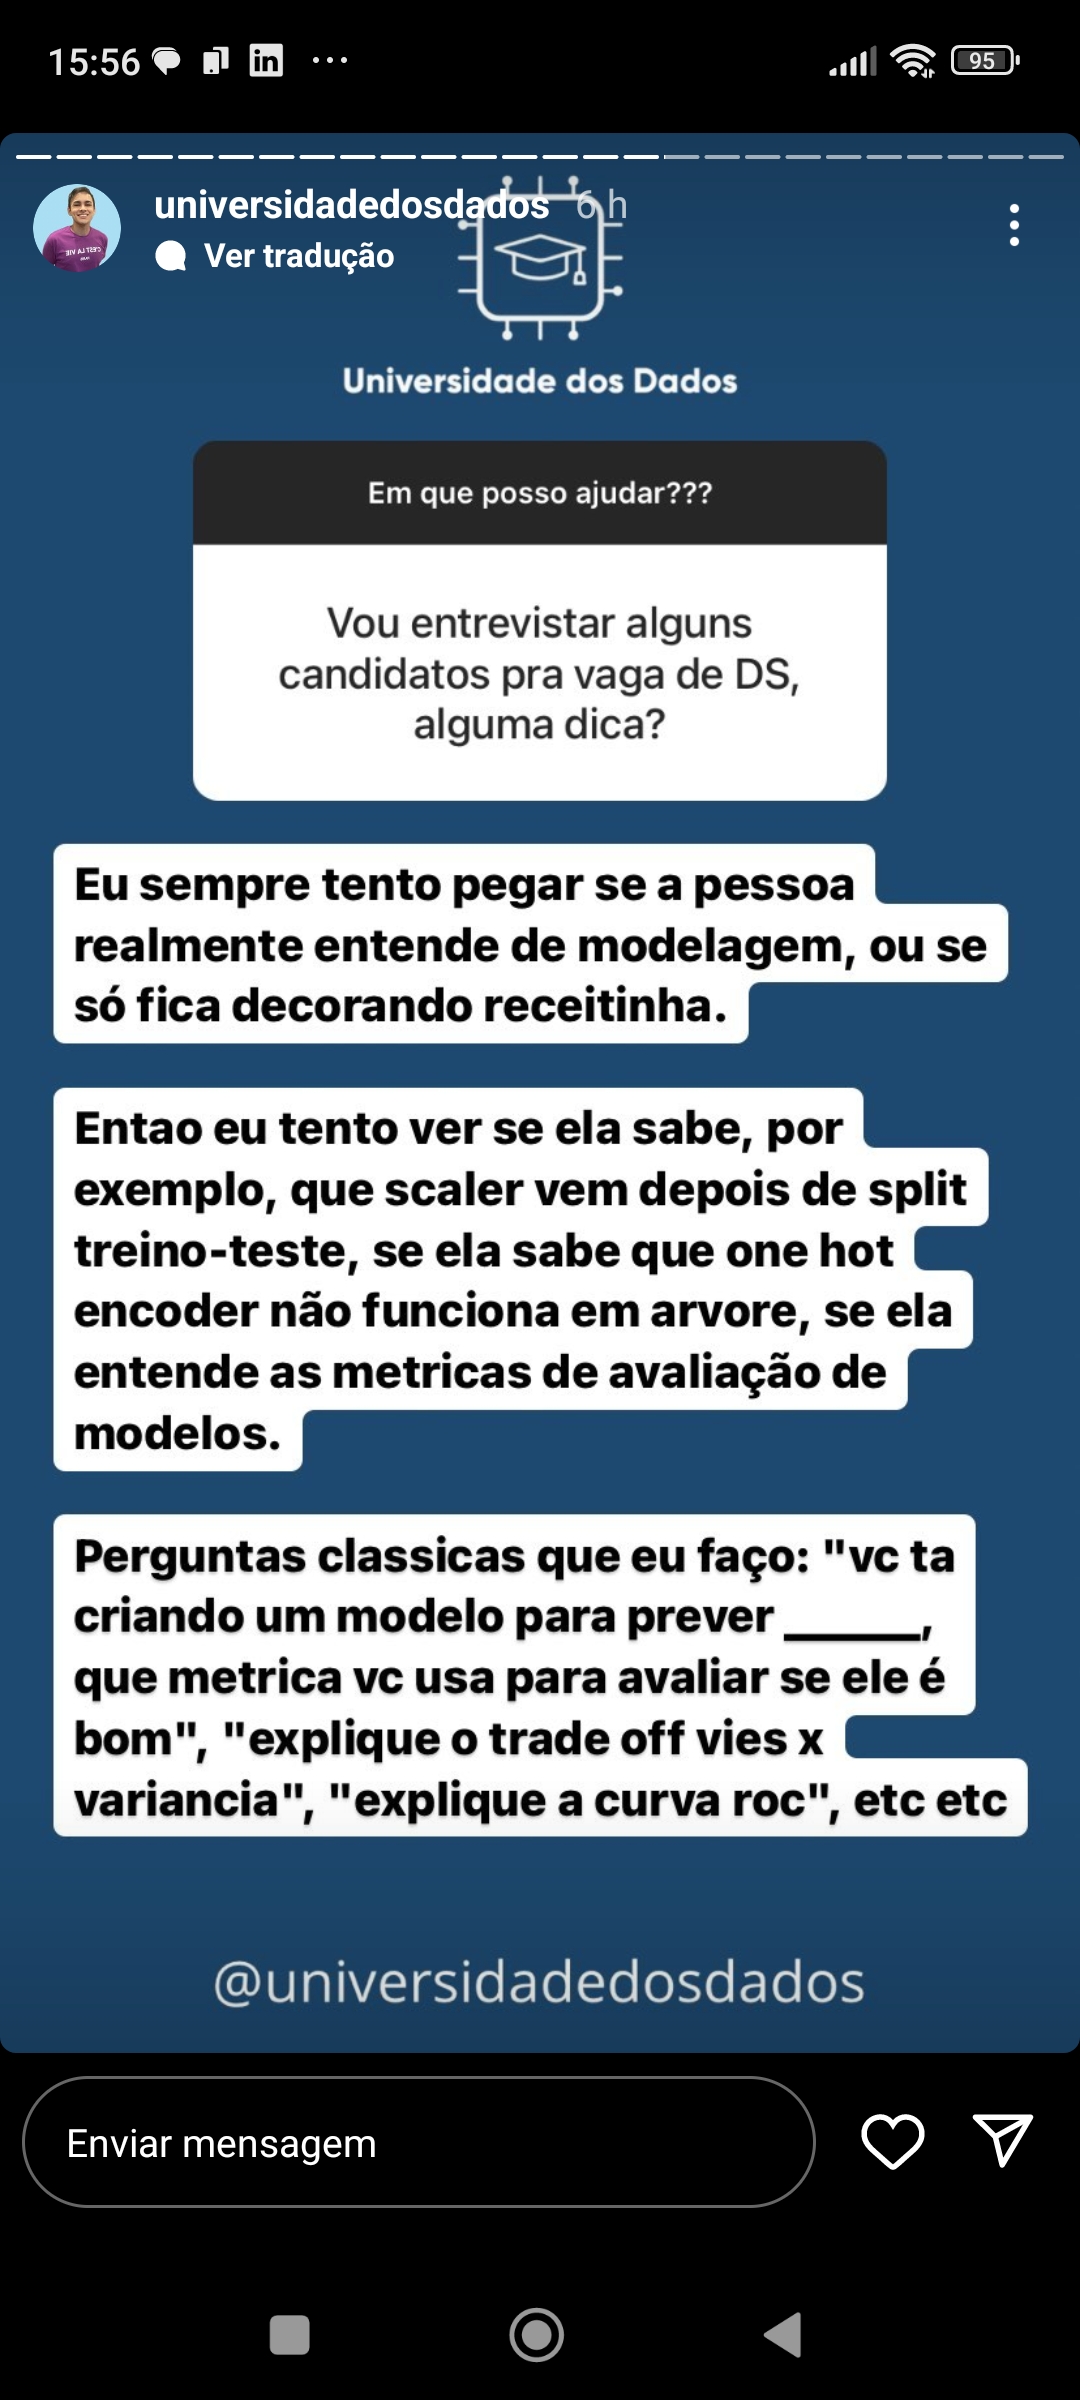 15:56
95
universidadedosdados 6 h
Ver tradução
C'EST LA VIE
Universidade dos Dados
Em que posso ajudar???
Vou entrevistar alguns
candidatos pra vaga de DS,
alguma dica?
Eu sempre tento pegar se a pessoa
realmente entende de modelagem, ou se
só fica decorando receitinha.
Entao eu tento ver se ela sabe, por
exemplo, que scaler vem depois de split
treino-teste, se ela sabe que one hot
encoder não funciona em arvore, se ela
entende as metricas de avaliação de
modelos.
Perguntas classicas que eu faço: "vc ta
criando um modelo para prever ______,
que metrica vc usa para avaliar se ele é
bom", "explique o trade off vies x
variancia", "explique a curva roc", etc etc
@universidadedosdados
Enviar mensagem